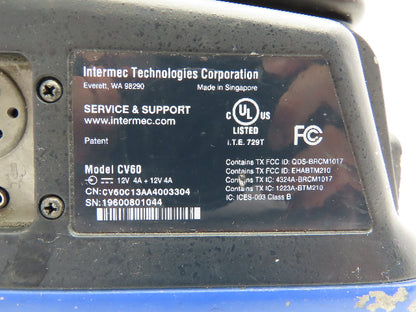 Intermec Technologies Corporation
Everett, WA 98290 Made in Singapore
SERVICE & SUPPORT
www.intermec.com
C UL US
LISTED
I.T.E. 729T
Patent
FC
Model CV60
12V 4A + 12V 4A
CN: CV60C13AA4003304
SN: 19600801044
Contains TX FCC ID: QDS-BRCM1017
Contains TX FCC ID: EHABTM210
Contains TX IC: 4324A-BRCM1017
Contains TX IC: 1223A-BTM210
IC: ICES-003 Class B